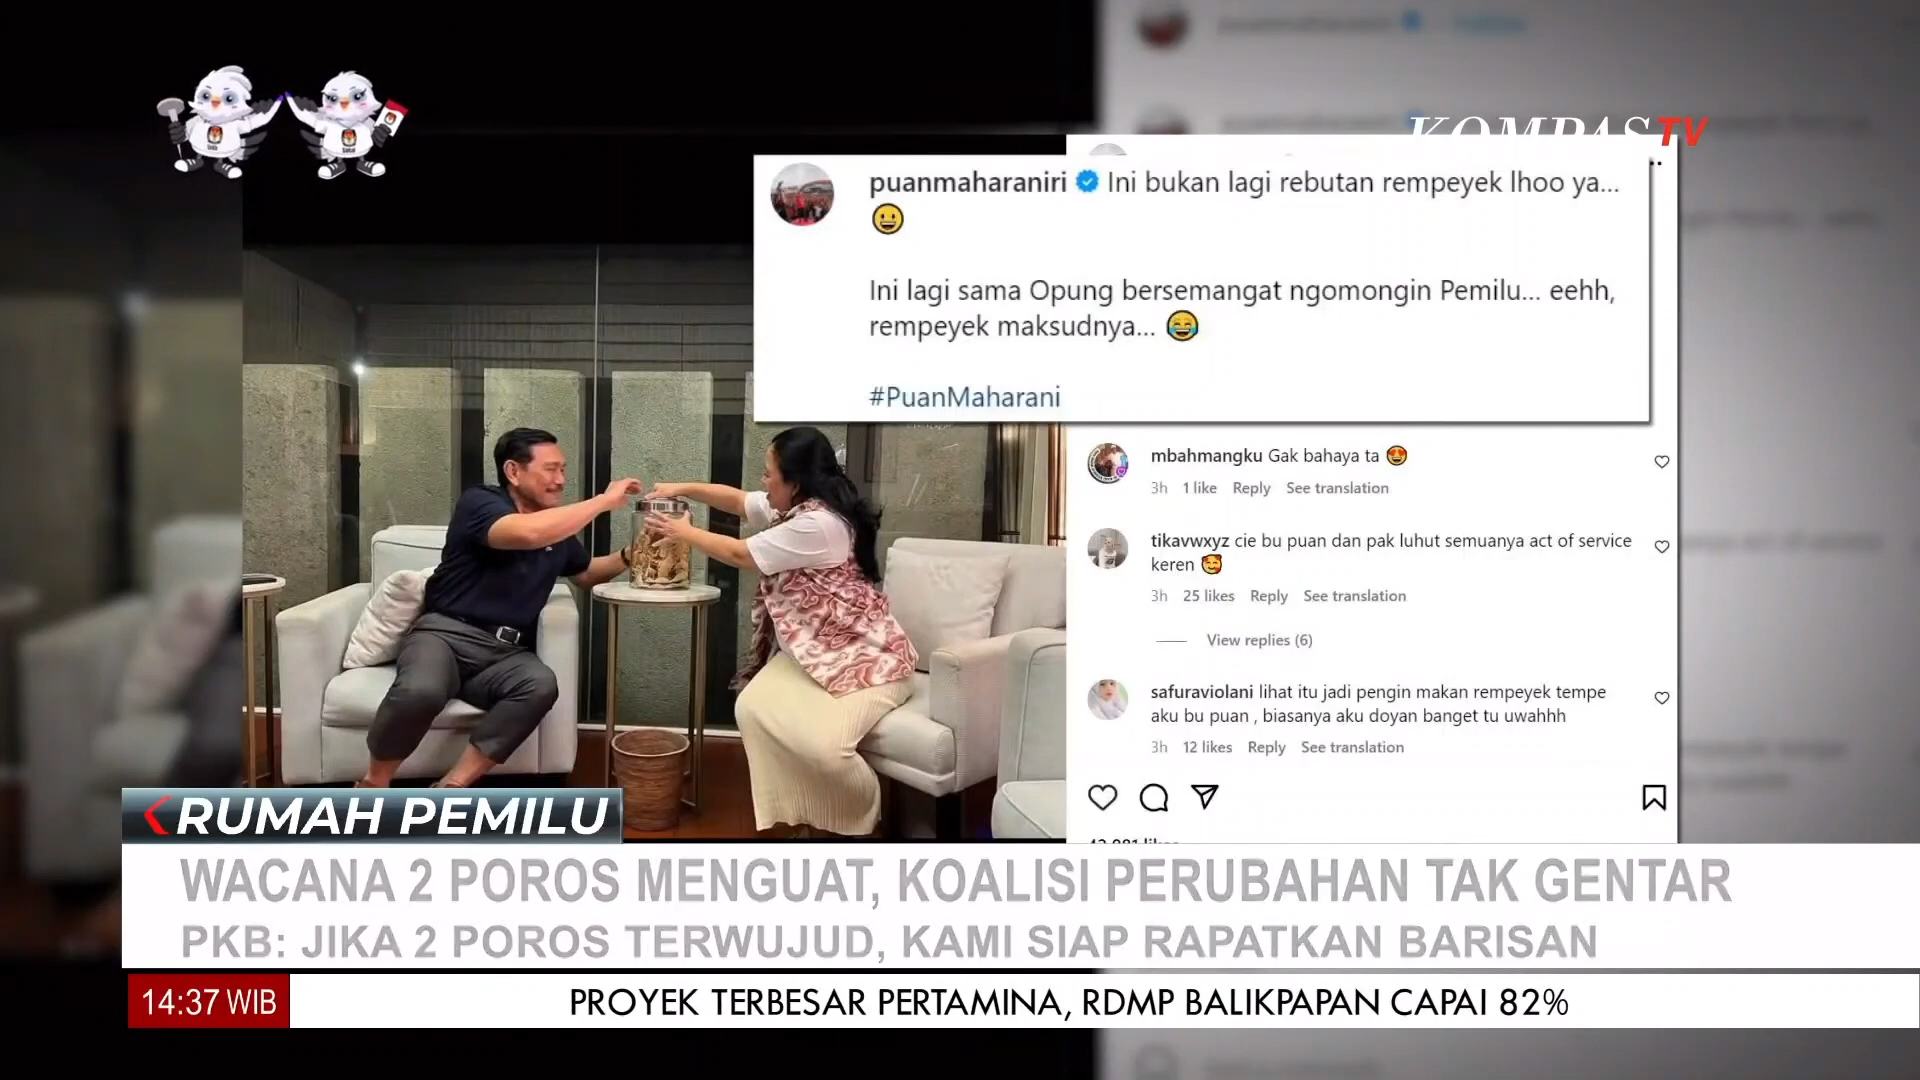 KOMPAS TV
puanmaharaniri Ini bukan lagi rebutan rempeyek lhoo ya...
😀
Ini lagi sama Opung bersemangat ngomongin Pemilu... eehh,
rempeyek maksudnya... 😂
#PuanMaharani
mbahmangku Gak bahaya ta 😍
3h 1 like Reply See translation
tikavwxyz cie bu puan dan pak luhut semuanya act of service
keren 🥰
3h 25 likes Reply See translation
View replies (6)
safuraviolani lihat itu jadi pengin makan rempeyek tempe
aku bu puan , biasanya aku doyan banget tu uwahhh
3h 12 likes Reply See translation
RUMAH PEMILU
WACANA 2 POROS MENGUAT, KOALISI PERUBAHAN TAK GENTAR
PKB: JIKA 2 POROS TERWUJUD, KAMI SIAP RAPATKAN BARISAN
14:37 WIB PROYEK TERBESAR PERTAMINA, RDMP BALIKPAPAN CAPAI 82%